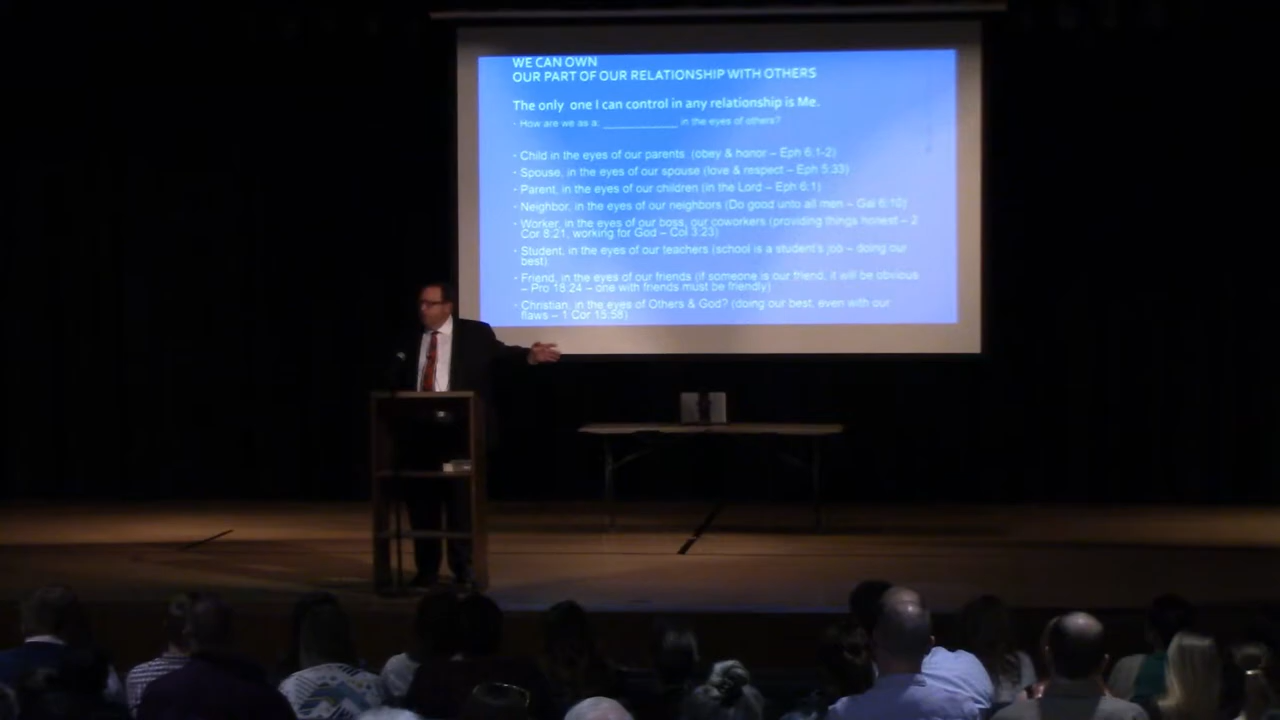 WE CAN OWN
OUR PART OF OUR RELATIONSHIP WITH OTHERS
The only one I can control in any relationship is Me.
· How are we as a: ______________ in the eyes of others?
· Child in the eyes of our parents (obey & honor – Eph 6:1-2)
· Spouse, in the eyes of our spouse (love & respect – Eph 5:33)
· Parent, in the eyes of our children (in the Lord – Eph 6:1)
· Neighbor, in the eyes of our neighbors (Do good unto all men – Gal 6:10)
· Worker, in the eyes of our boss, our coworkers (providing things honest – 2
Cor 8:21, working for God – Col 3:23)
· Student, in the eyes of our teachers (school is a student's job – doing our
best)
· Friend, in the eyes of our friends (if someone is our friend, it will be obvious
– Pro 18:24 – one with friends must be friendly)
· Christian, in the eyes of Others & God? (doing our best, even with our
flaws – 1 Cor 15:58)